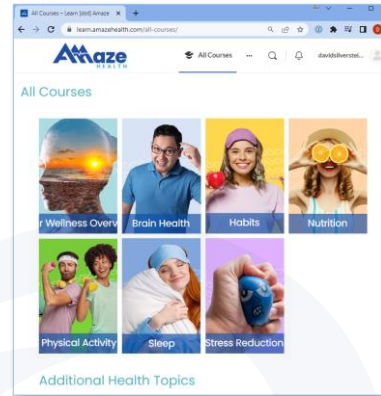 All Courses – Learn [dot] Amaze
learn.amazehealth.com/all-courses/
Amaze
HEALTH
All Courses
davidsilverstei...
All Courses
r Wellness Overv
Brain Health
Habits
Nutrition
Physical Activity
Sleep
Stress Reduction
Additional Health Topics